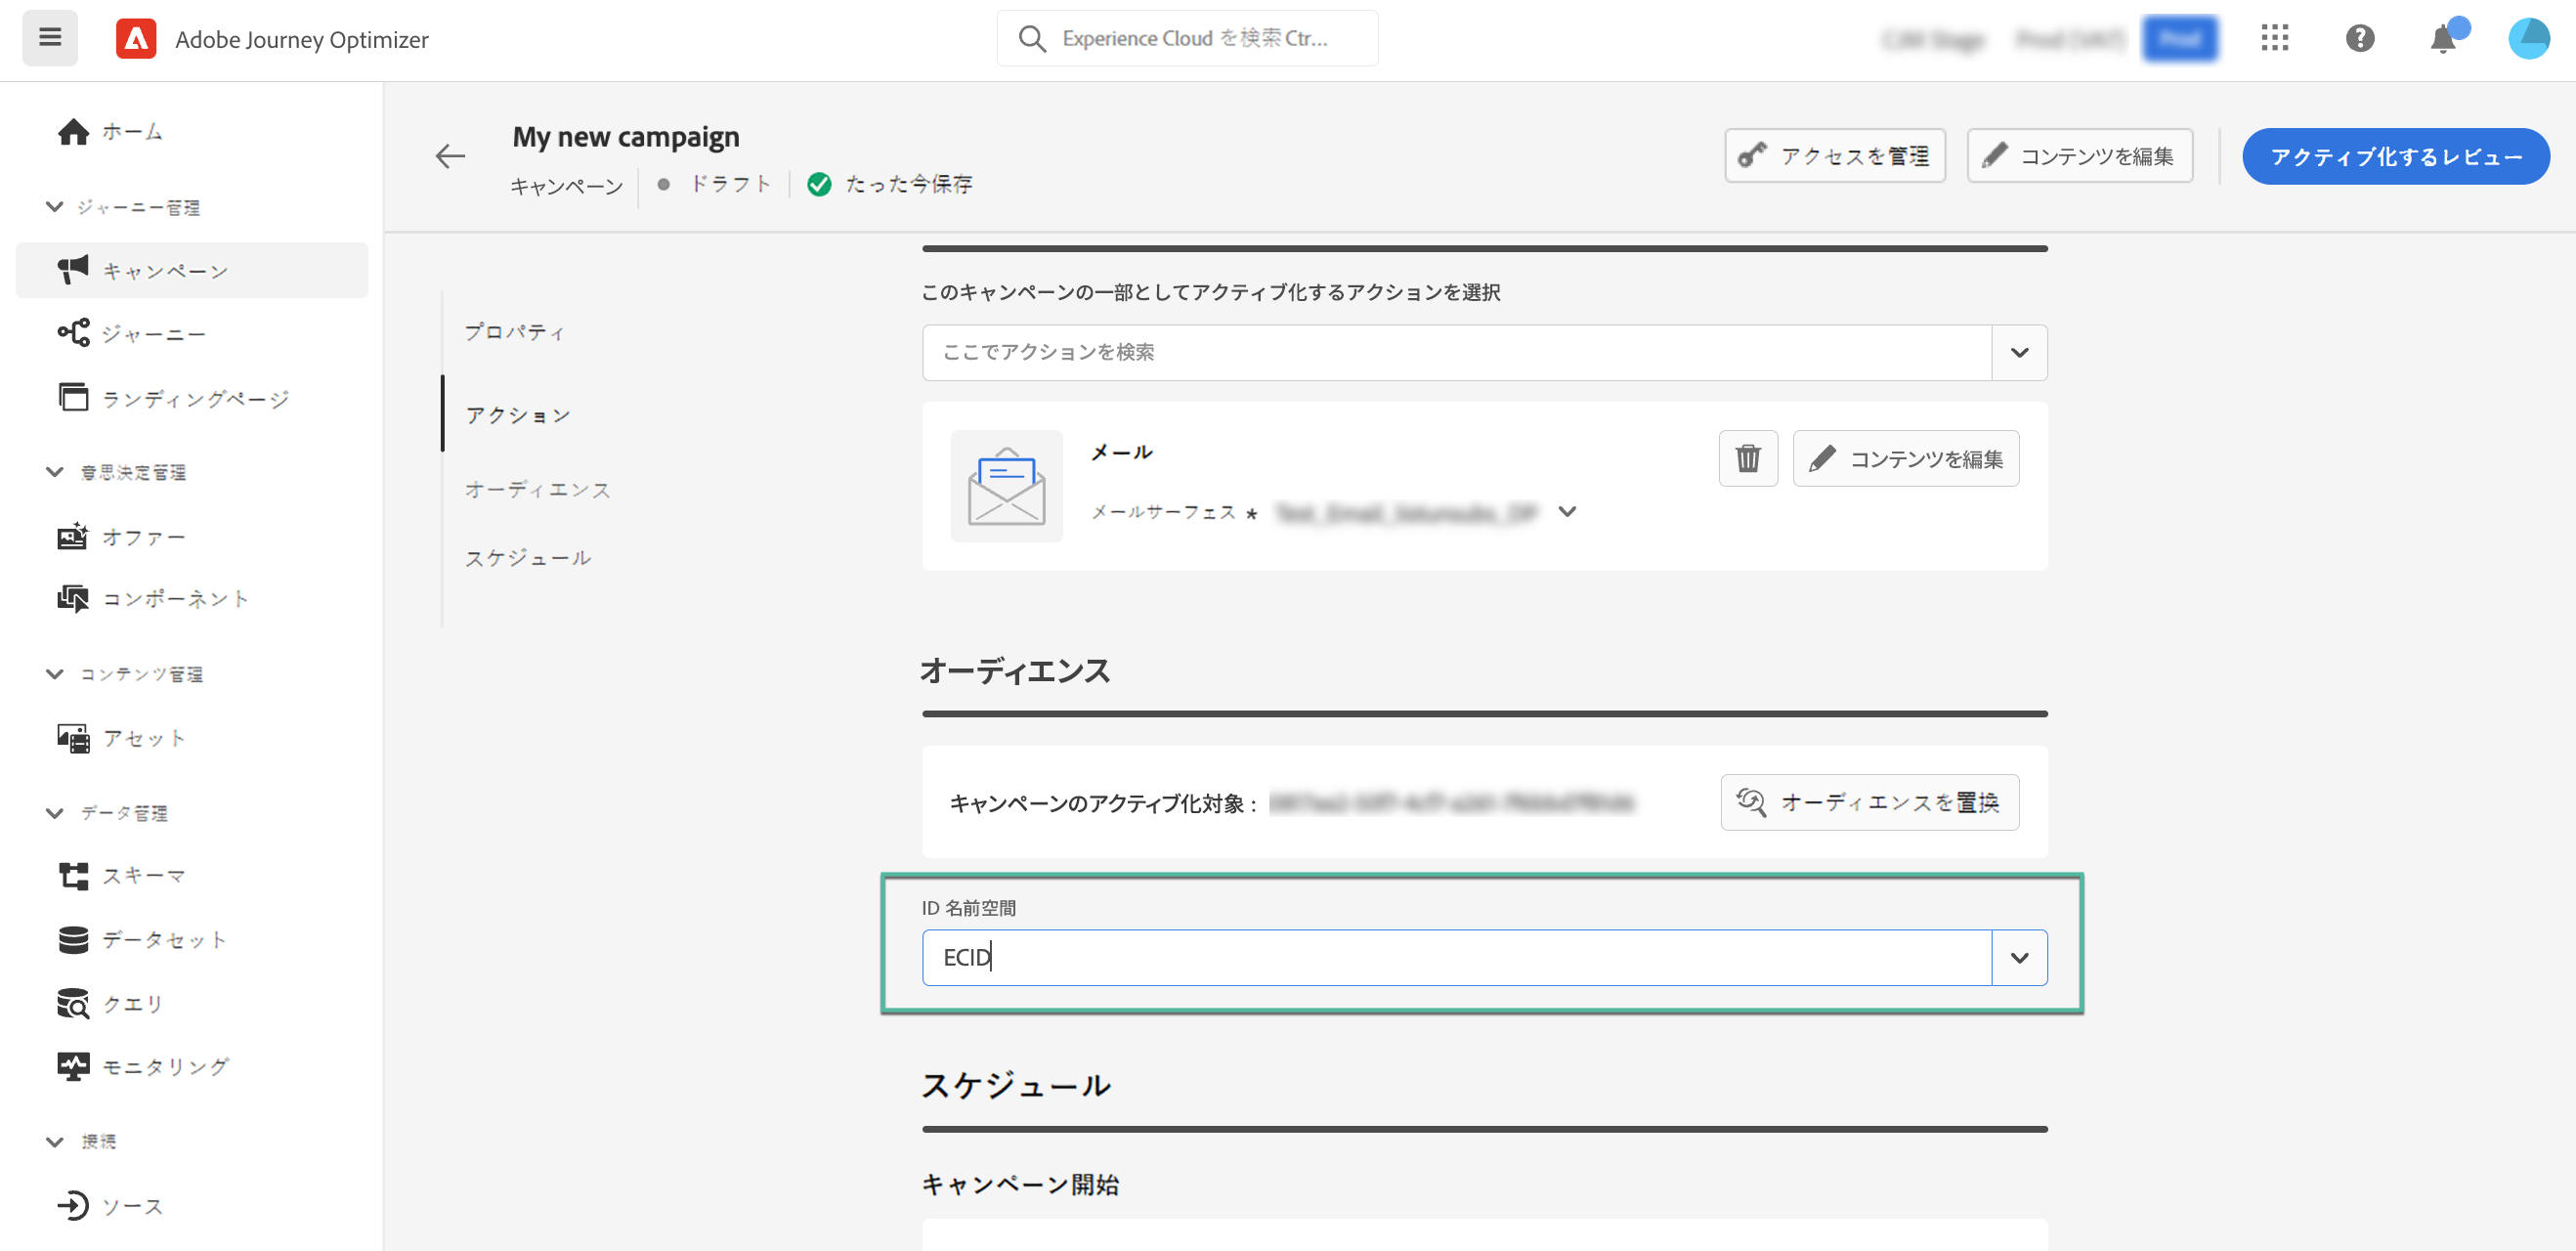 Adobe Journey Optimizer
Experience Cloud を検索 Ctr...
ホーム
ジャーニー管理
キャンペーン
ジャーニー
ランディングページ
意思決定管理
オファー
コンポーネント
コンテンツ管理
アセット
データ管理
スキーマ
データセット
クエリ
モニタリング
接続
ソース
My new campaign
キャンペーン ドラフト たった今保存
アクセスを管理
コンテンツを編集
アクティブ化するレビュー
プロパティ
アクション
オーディエンス
スケジュール
このキャンペーンの一部としてアクティブ化するアクションを選択
ここでアクションを検索
メール
コンテンツを編集
メールサーフェス *
オーディエンス
キャンペーンのアクティブ化対象 :
オーディエンスを置換
ID 名前空間
ECID
スケジュール
キャンペーン開始